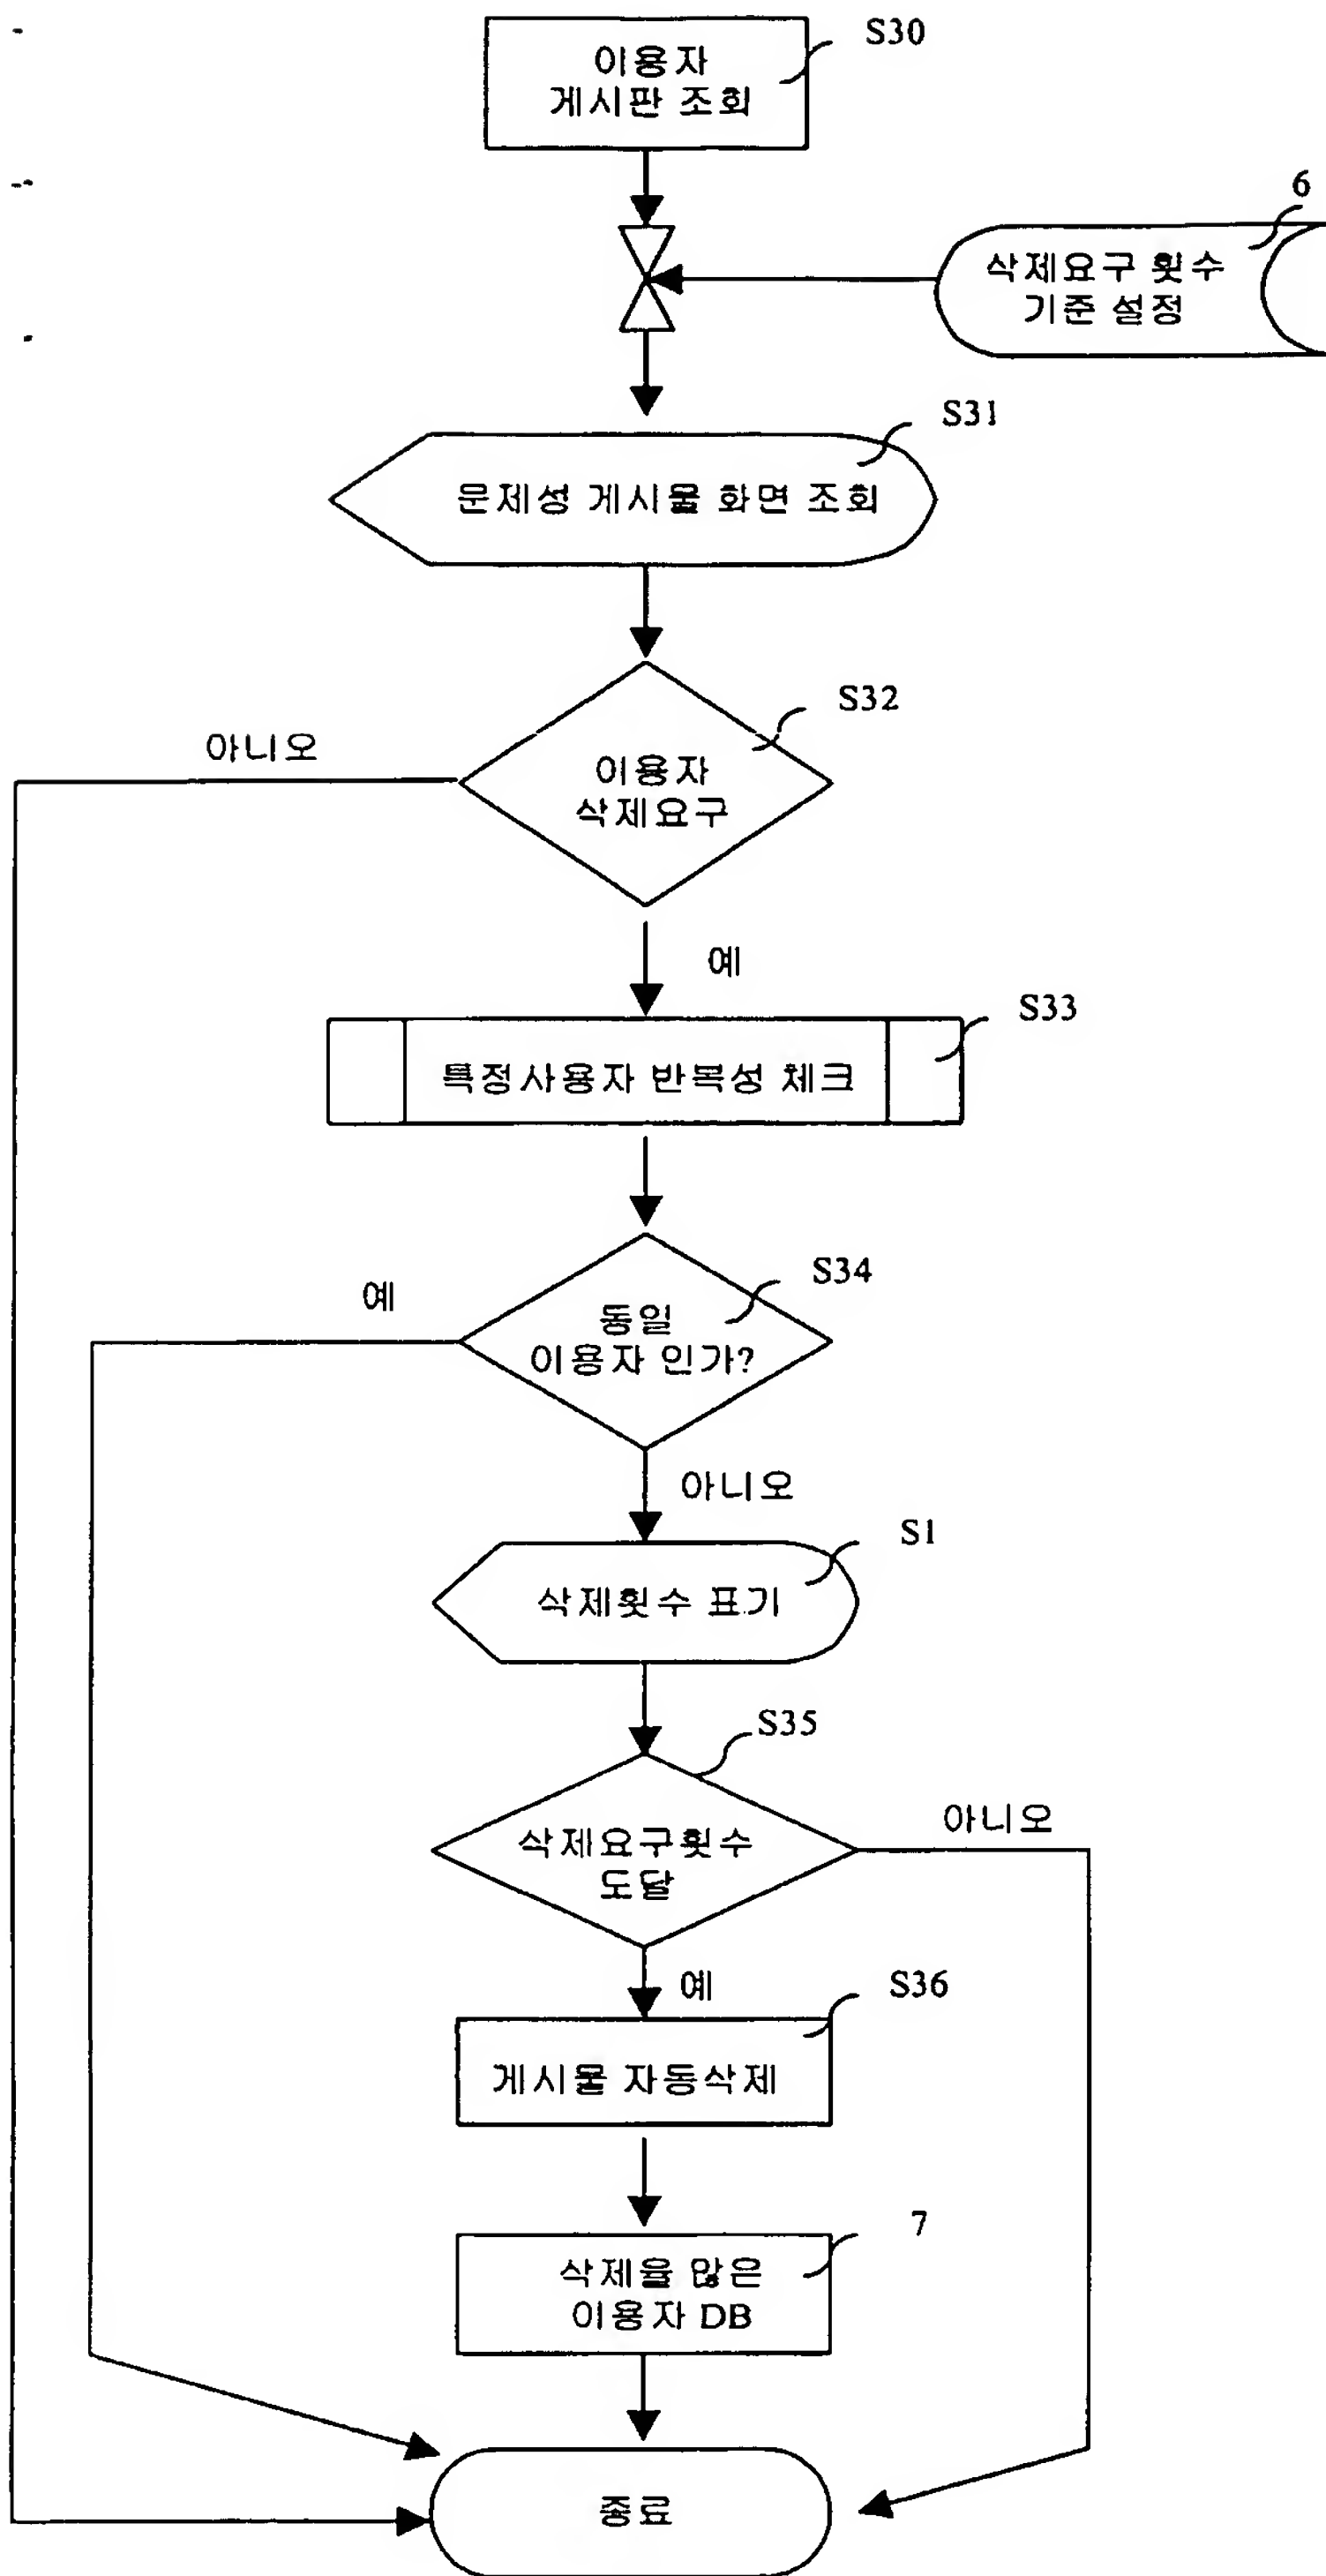 S30
이용자
게시판 조회
6
삭제요구 횟수
기준 설정
S31
문제성 게시물 화면 조회
S32
아니오
이용자
삭제요구
예
S33
특정사용자 반복성 체크
S34
예
동일
이용자 인가?
아니오
S1
삭제횟수 표기
S35
아니오
삭제요구횟수
도달
예
S36
게시물 자동삭제
7
삭제율 많은
이용자 DB
종료